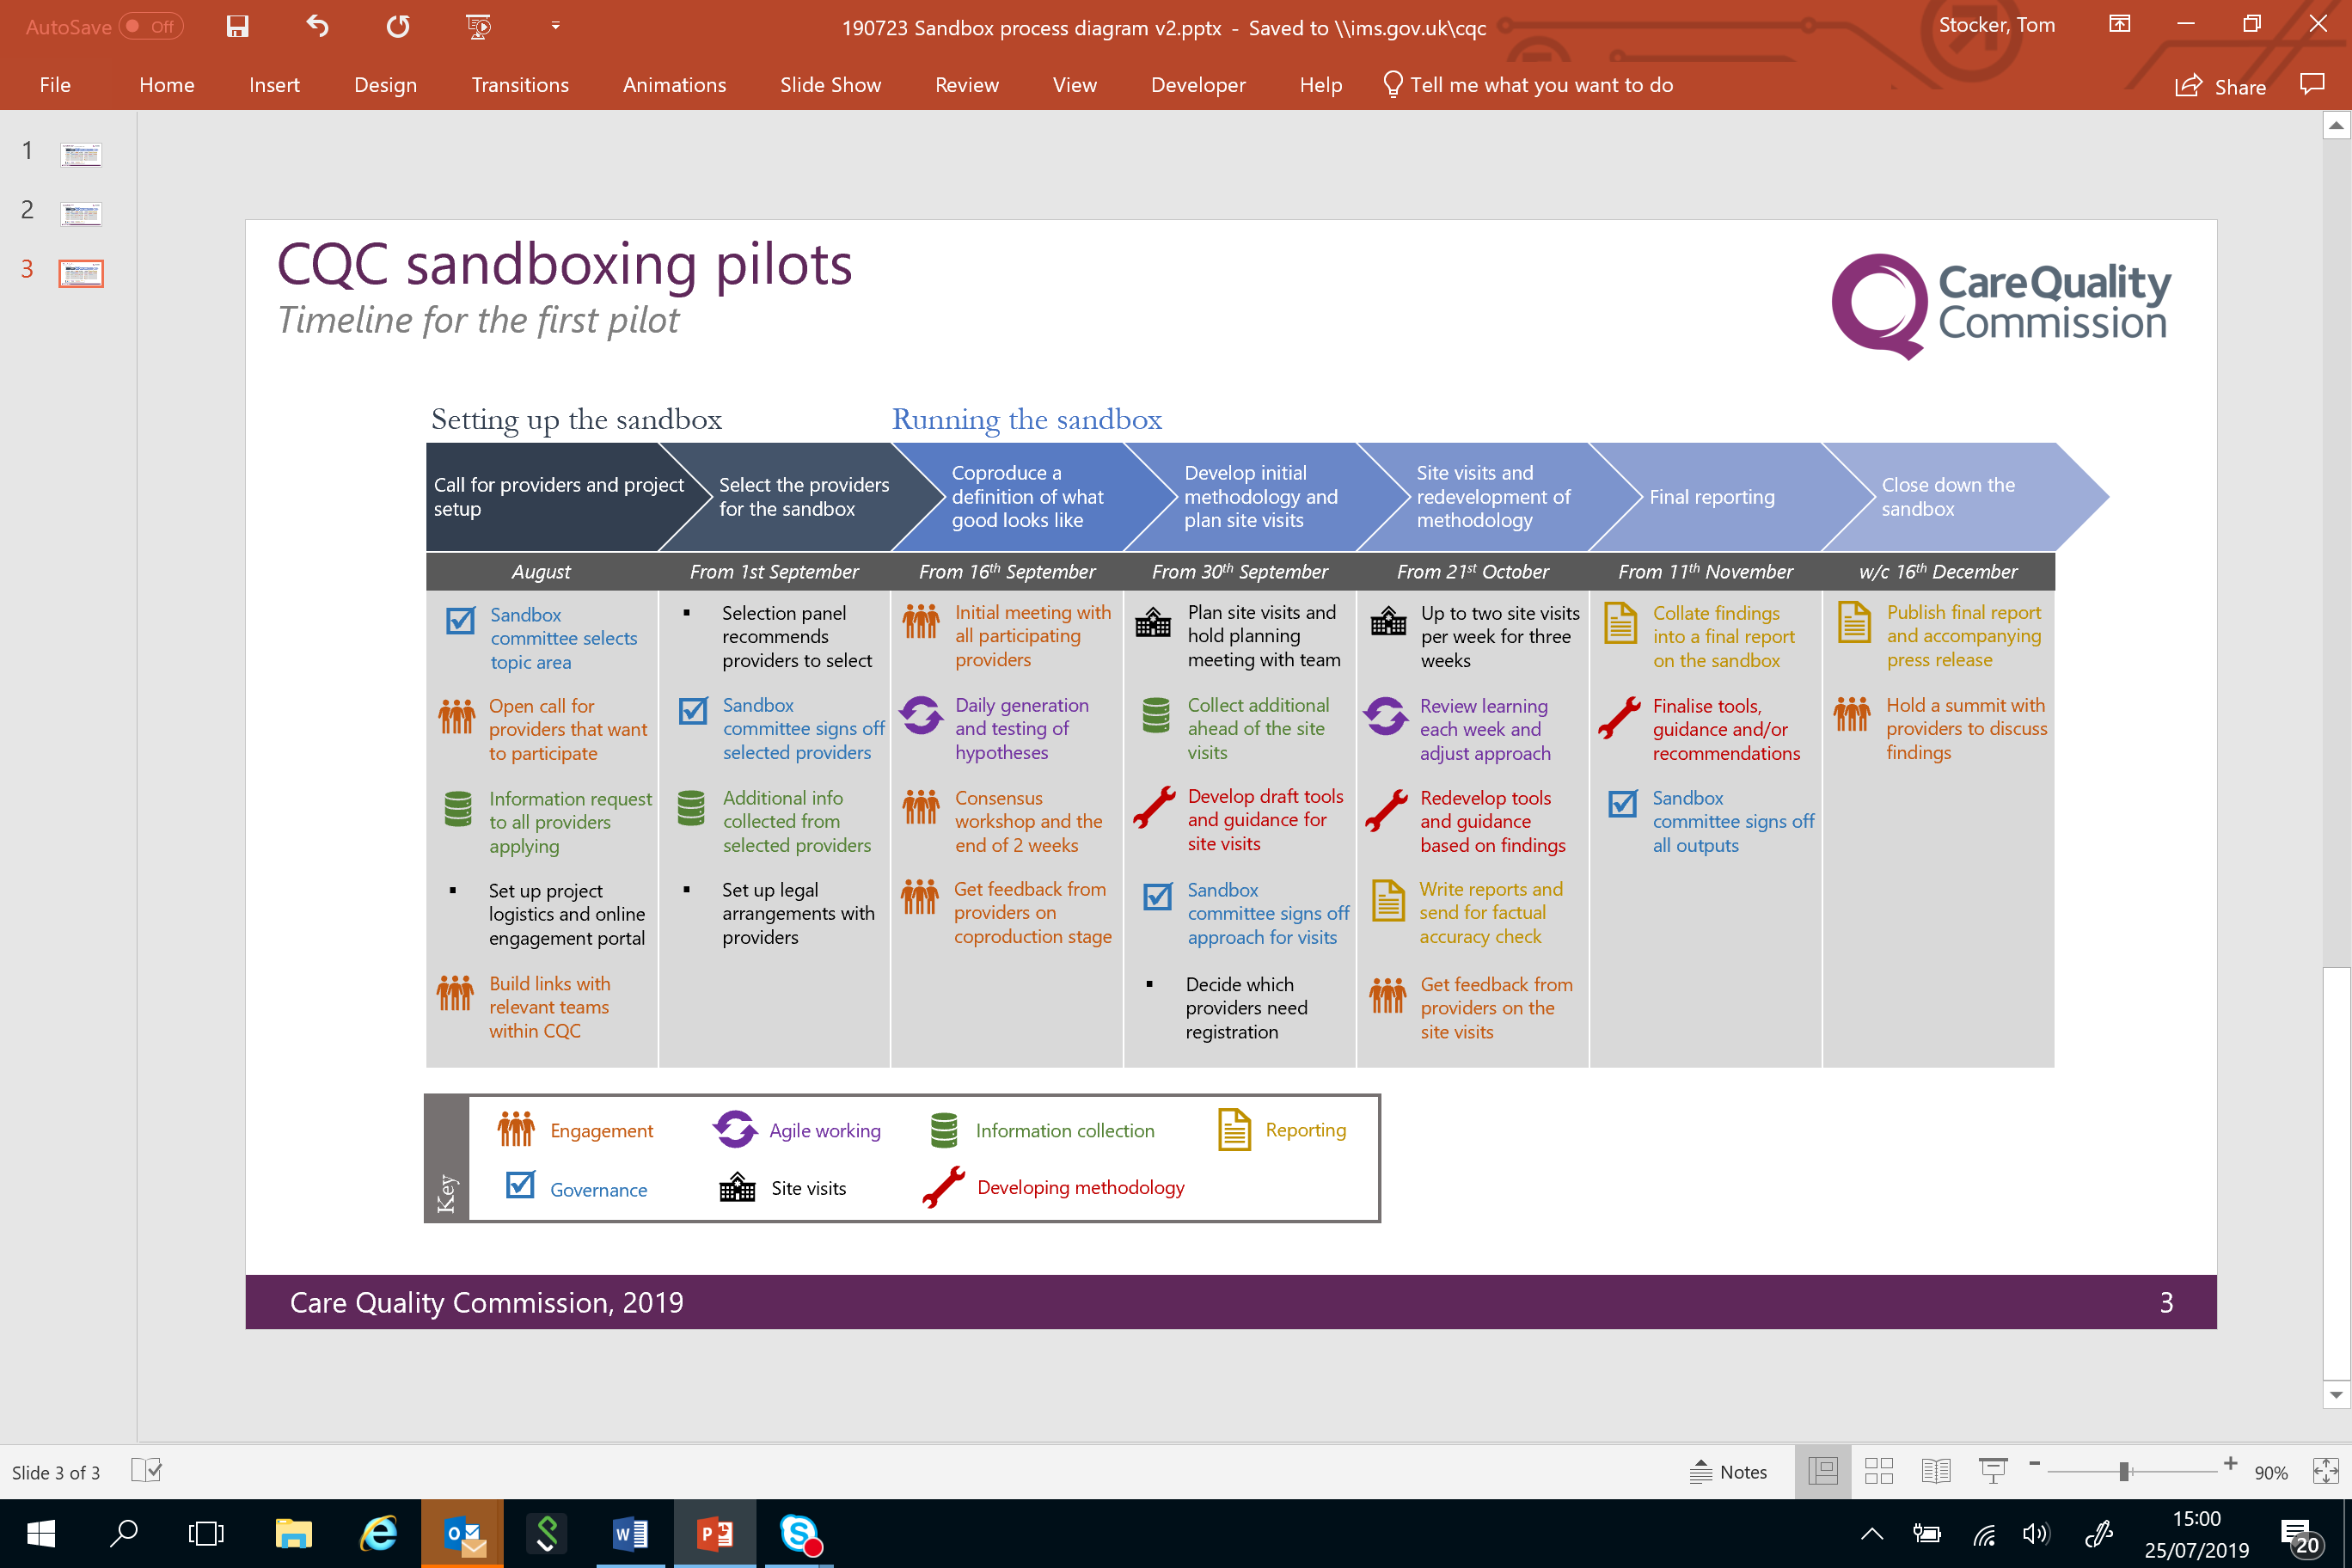 AutoSave Off
190723 Sandbox process diagram v2.pptx - Saved to \\ims.gov.uk\cqc
Stocker, Tom
File Home Insert Design Transitions Animations Slide Show Review View Developer Help Tell me what you want to do Share
1
2
3
CQC sandboxing pilots
Timeline for the first pilot
CareQuality
Commission
Setting up the sandbox
Running the sandbox
Call for providers and project
setup
Select the providers
for the sandbox
Coproduce a
definition of what
good looks like
Develop initial
methodology and
plan site visits
Site visits and
redevelopment of
methodology
Final reporting
Close down the
sandbox
August
From 1st September
From 16th September
From 30th September
From 21st October
From 11th November
w/c 16th December
Sandbox
committee selects
topic area
Open call for
providers that want
to participate
Information request
to all providers
applying
▪ Set up project
logistics and online
engagement portal
Build links with
relevant teams
within CQC
▪ Selection panel
recommends
providers to select
Sandbox
committee signs off
selected providers
Additional info
collected from
selected providers
▪ Set up legal
arrangements with
providers
Initial meeting with
all participating
providers
Daily generation
and testing of
hypotheses
Consensus
workshop and the
end of 2 weeks
Get feedback from
providers on
coproduction stage
Plan site visits and
hold planning
meeting with team
Collect additional
ahead of the site
visits
Develop draft tools
and guidance for
site visits
Sandbox
committee signs off
approach for visits
▪ Decide which
providers need
registration
Up to two site visits
per week for three
weeks
Review learning
each week and
adjust approach
Redevelop tools
and guidance
based on findings
Write reports and
send for factual
accuracy check
Get feedback from
providers on the
site visits
Collate findings
into a final report
on the sandbox
Finalise tools,
guidance and/or
recommendations
Sandbox
committee signs off
all outputs
Publish final report
and accompanying
press release
Hold a summit with
providers to discuss
findings
Key
Engagement
Agile working
Information collection
Reporting
Governance
Site visits
Developing methodology
Care Quality Commission, 2019
3
Slide 3 of 3
Notes
90%
15:00
25/07/2019
20